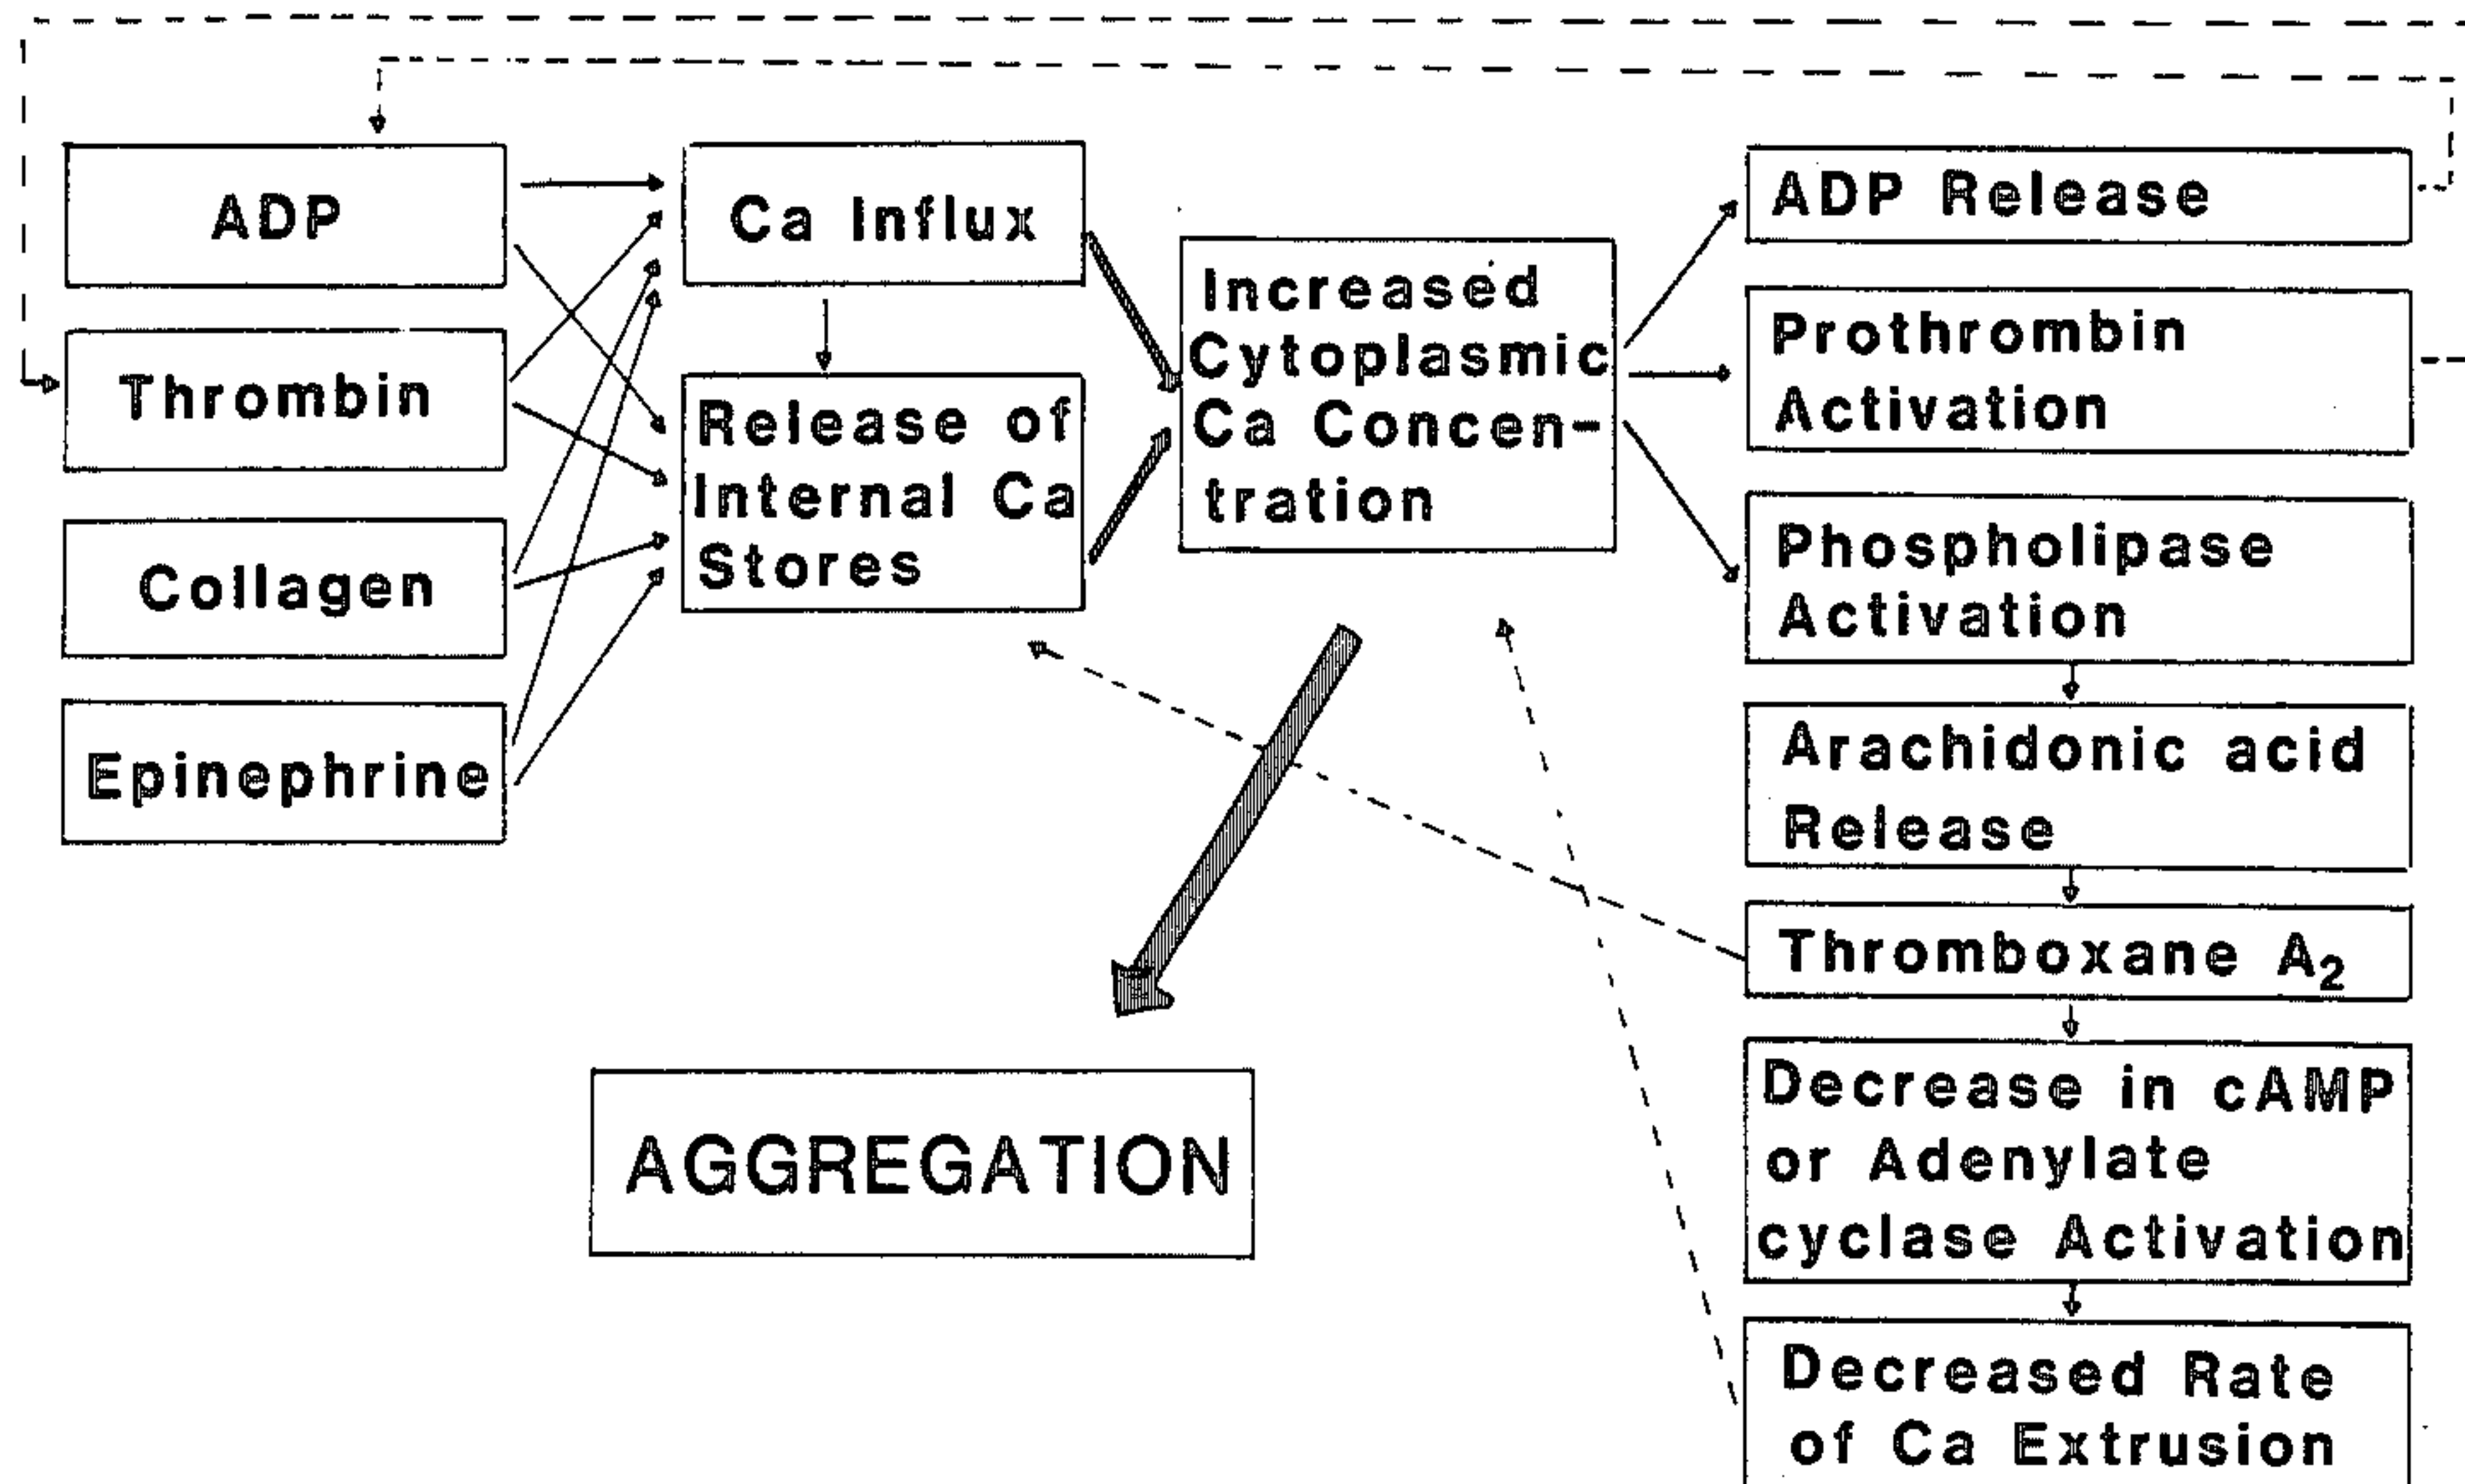 ADP
Thrombin
Collagen
Epinephrine
Ca Influx
Release of
Internal Ca
Stores
Increased
Cytoplasmic
Ca Concen-
tration
ADP Release
Prothrombin
Activation
Phospholipase
Activation
Arachidonic acid
Release
Thromboxane A₂
Decrease in cAMP
or Adenylate
cyclase Activation
Decreased Rate
of Ca Extrusion
AGGREGATION